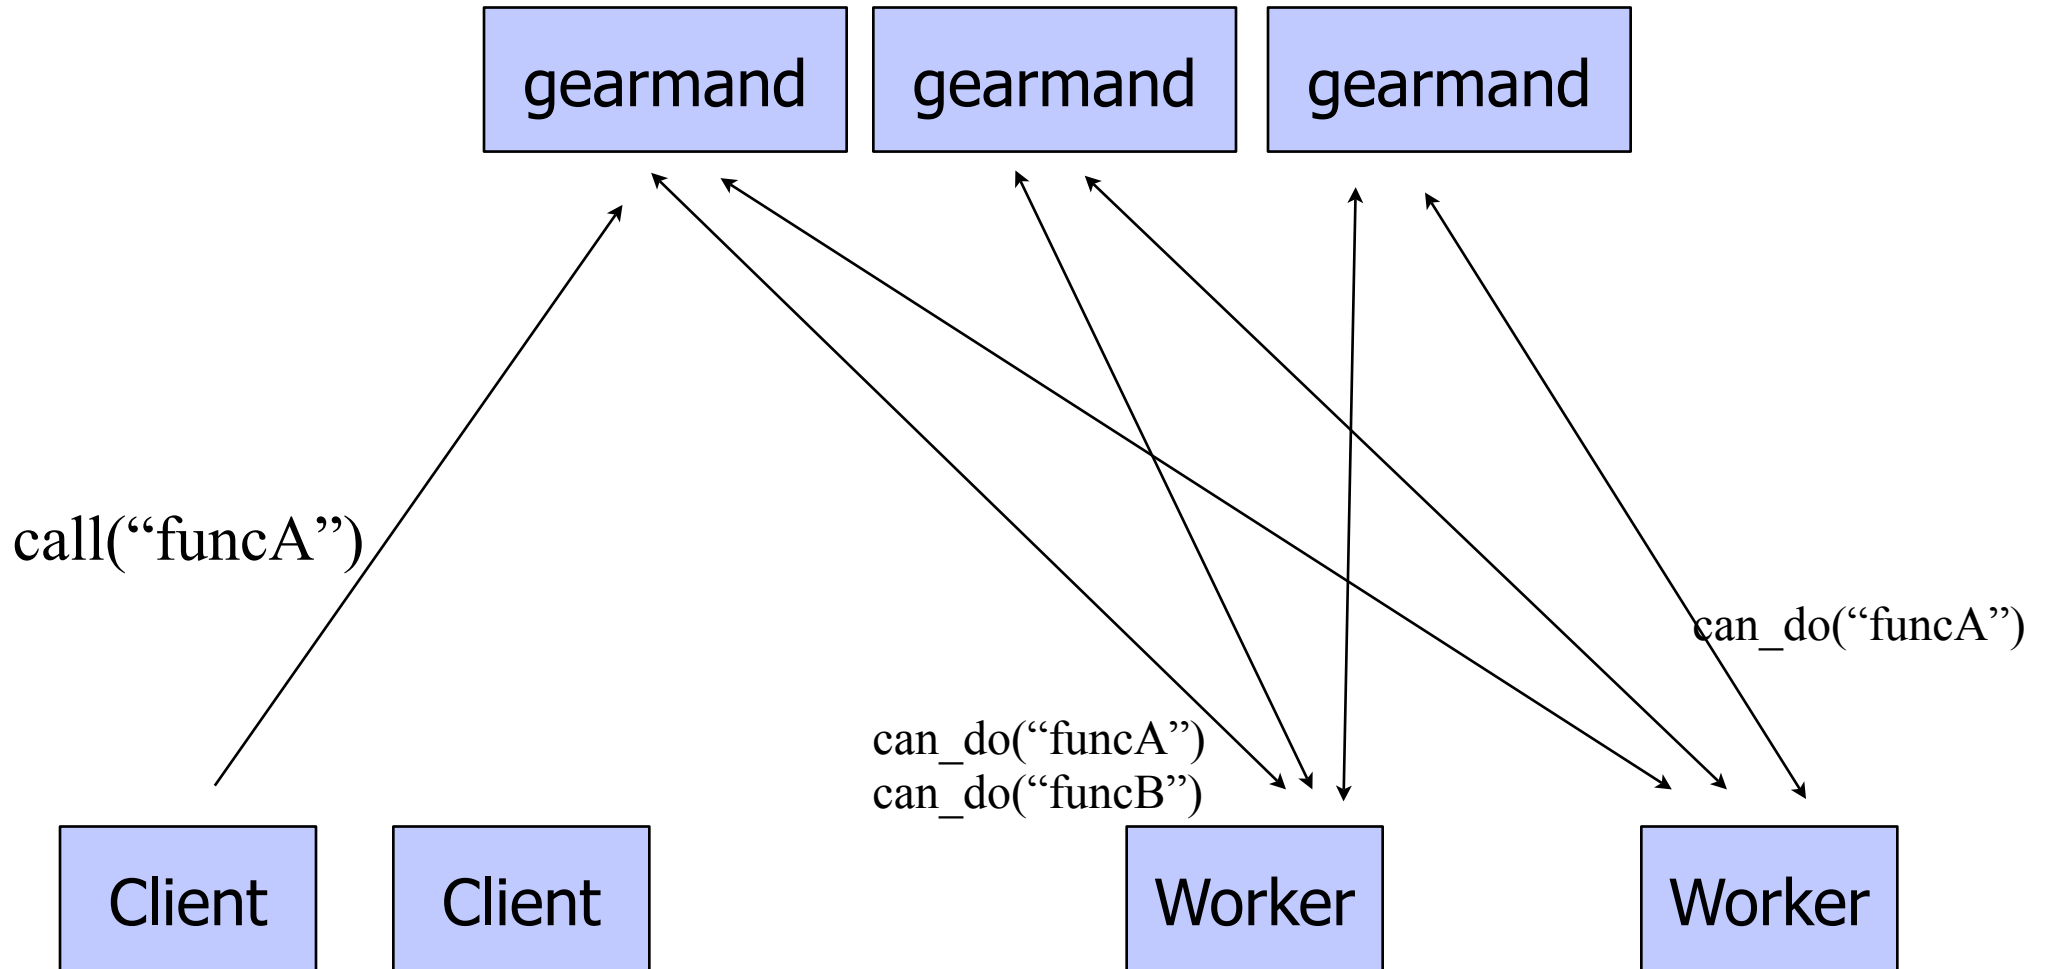 gearmand
gearmand
gearmand
call(“funcA”)
can_do(“funcA”)
can_do(“funcA”)
can_do(“funcB”)
Client
Client
Worker
Worker